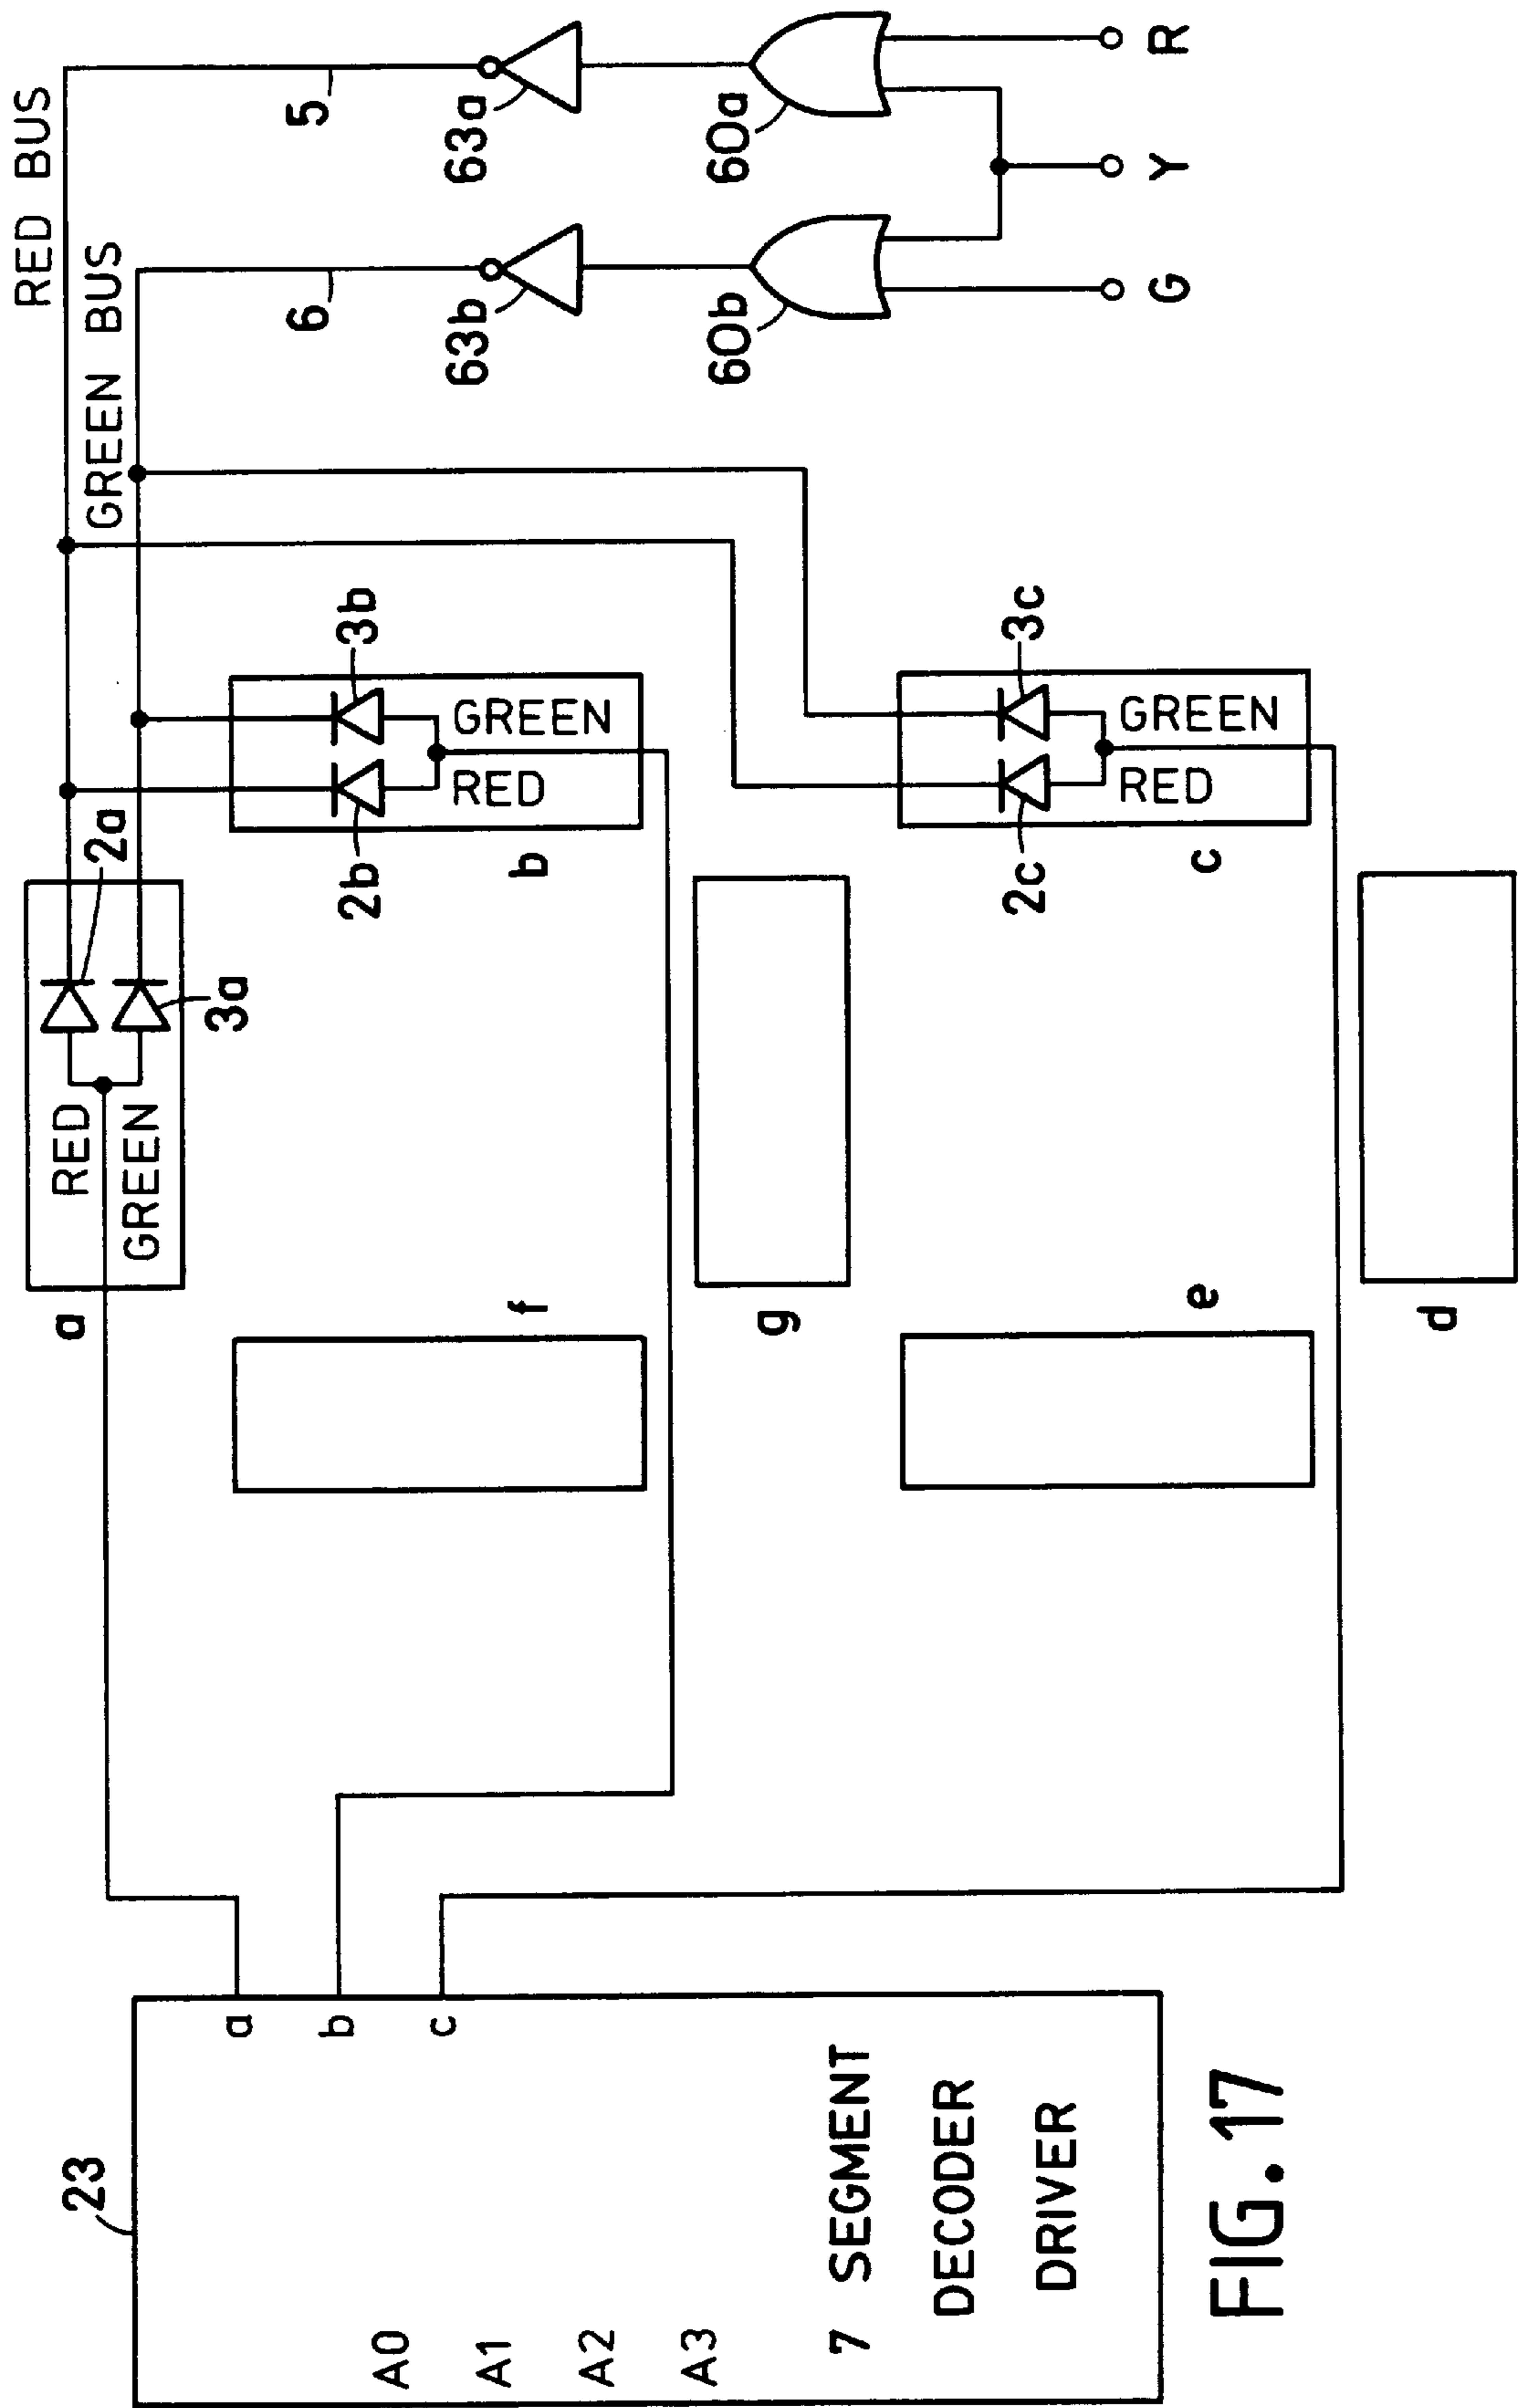 23
A0
A1
A2
A3
7 SEGMENT
DECODER
DRIVER
a
b
c
a
RED
GREEN
2a
3a
f
b
2b
3b
RED
GREEN
g
e
c
2c
3c
RED
GREEN
d
RED BUS
GREEN BUS
5
6
63a
63b
60a
60b
G
Y
R
FIG. 17